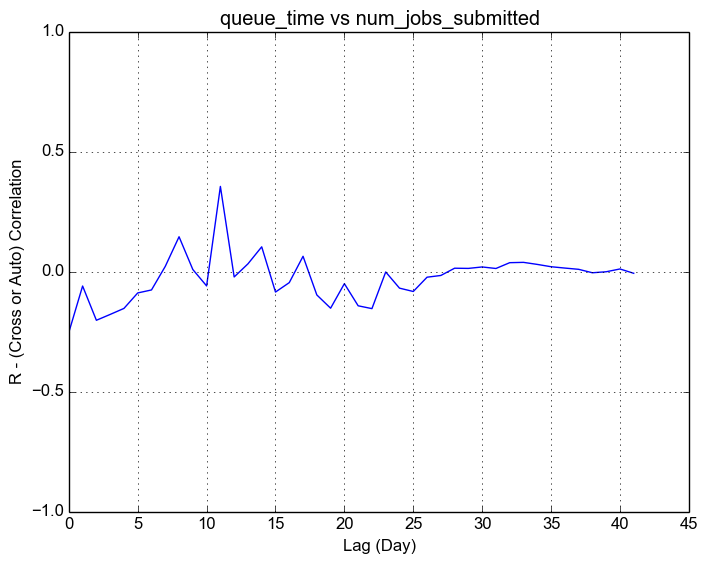 queue_time vs num_jobs_submitted
1.0
0.5
0.0
−0.5
−1.0
R - (Cross or Auto) Correlation
0 5 10 15 20 25 30 35 40 45
Lag (Day)